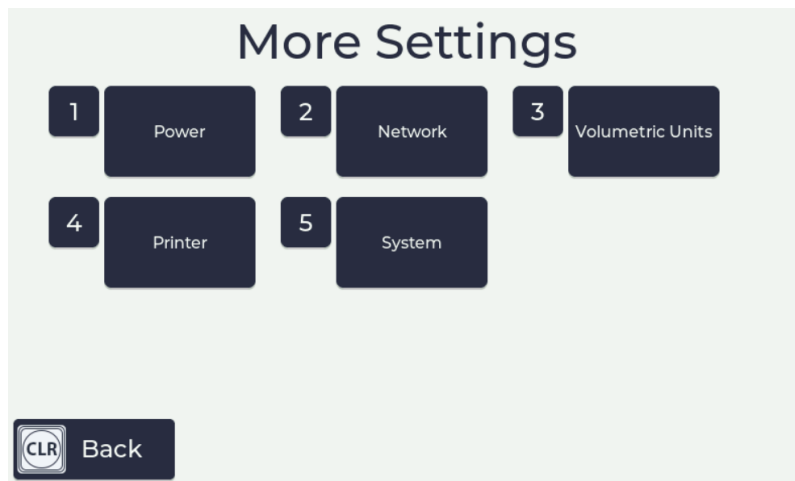 More Settings
1 Power
2 Network
3 Volumetric Units
4 Printer
5 System
CLR Back